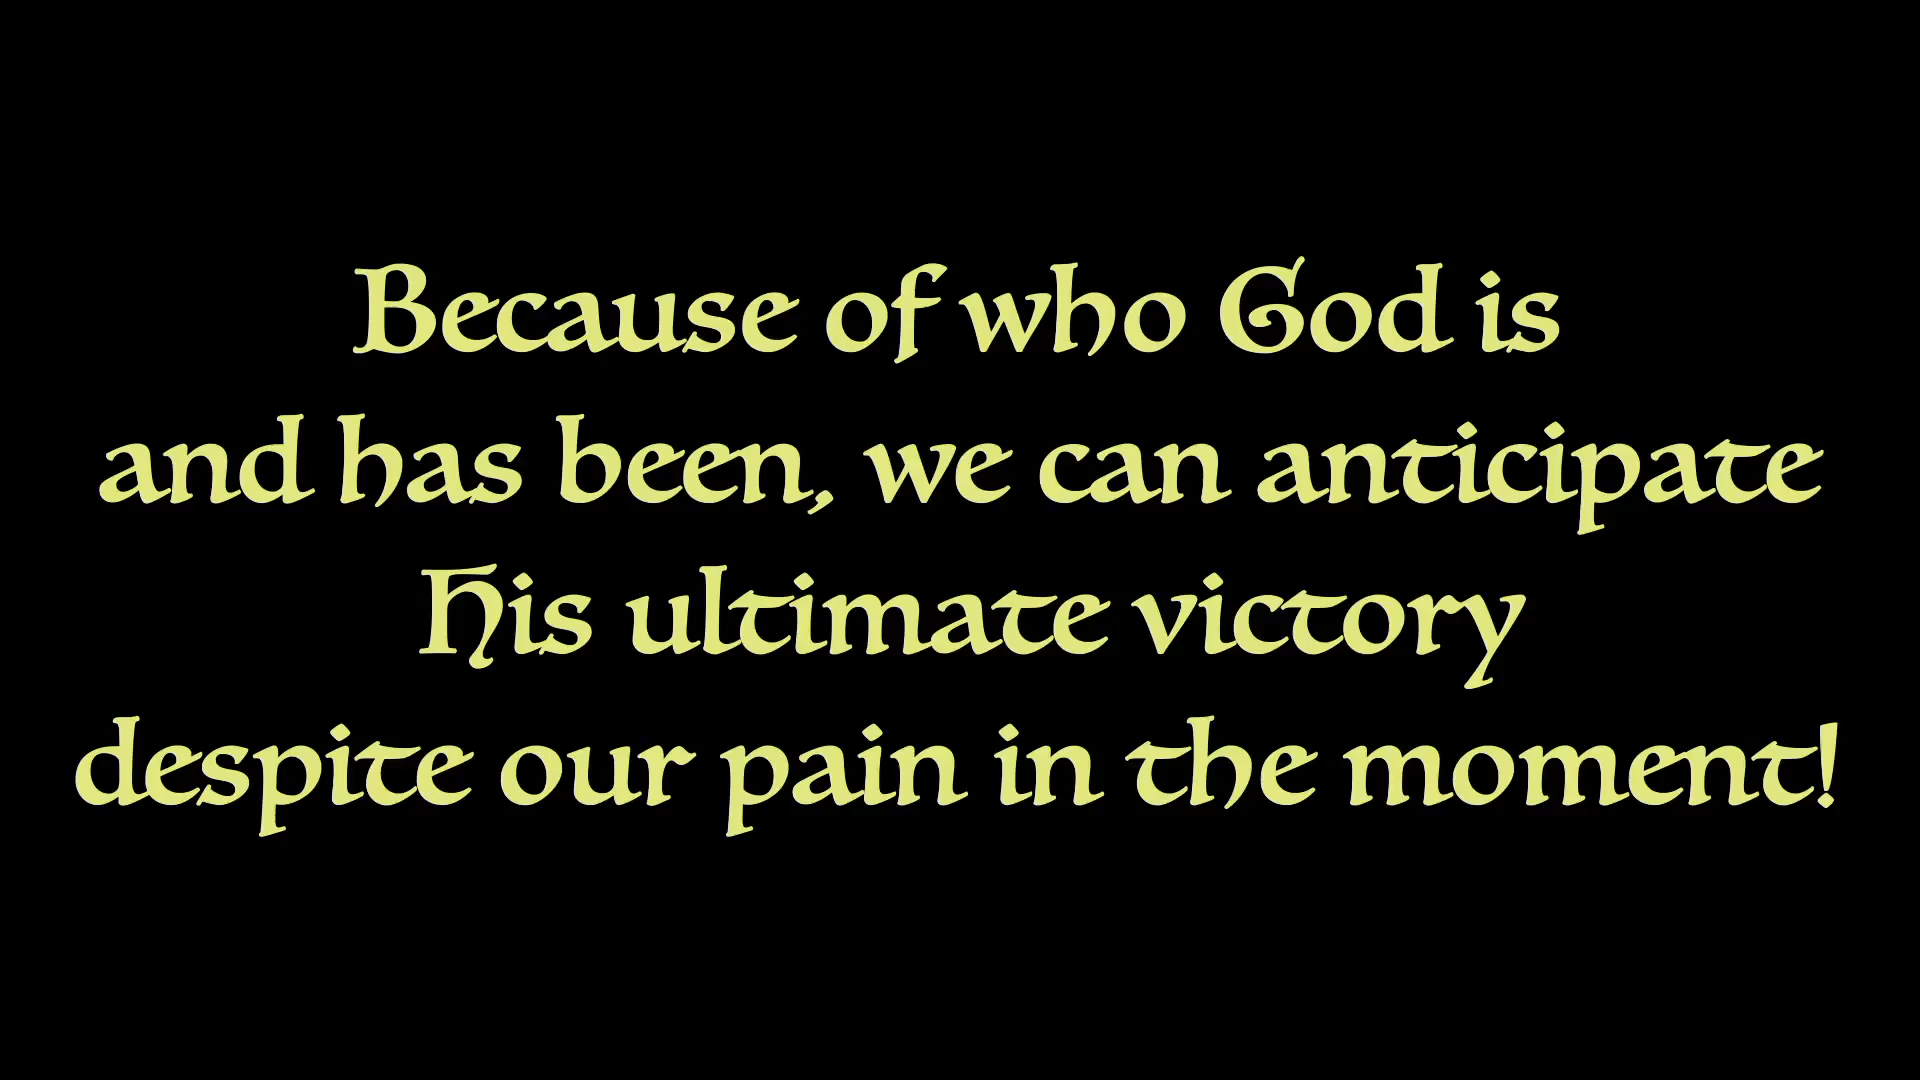 Because of who God is
and has been, we can anticipate
His ultimate victory
despite our pain in the moment!